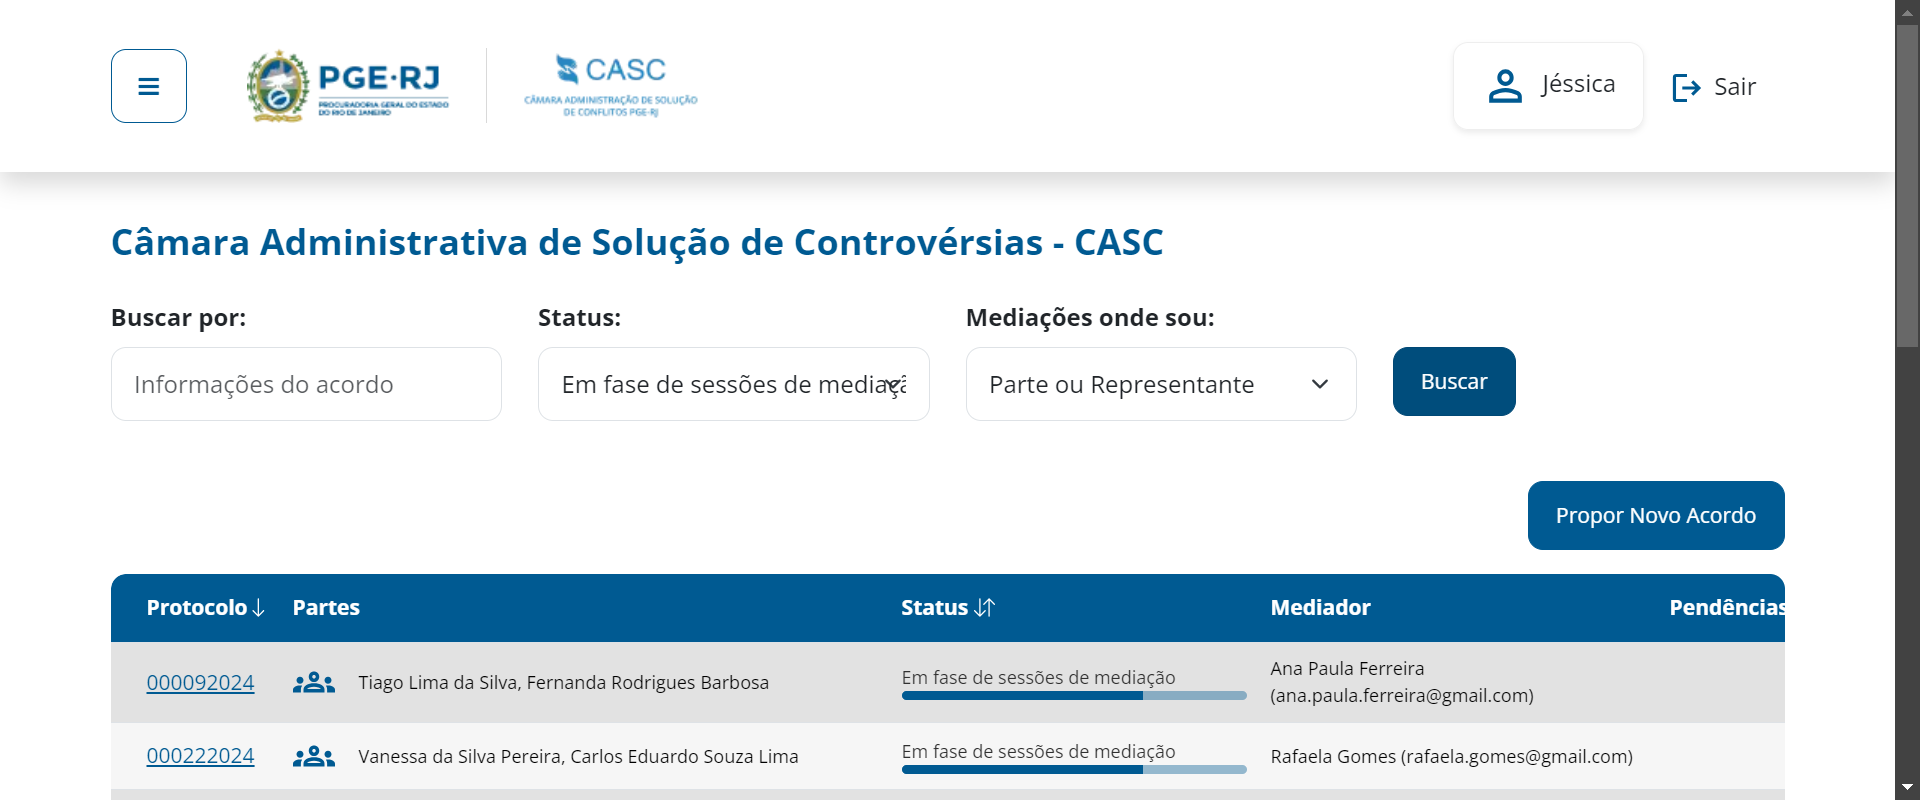 PGE·RJ
PROCURADORIA GERAL DO ESTADO
DO RIO DE JANEIRO
CASC
CÂMARA ADMINISTRAÇÃO DE SOLUÇÃO
DE CONFLITOS PGE-RJ
Jéssica
Sair
Câmara Administrativa de Solução de Controvérsias - CASC
Buscar por:
Status:
Mediações onde sou:
Informações do acordo
Em fase de sessões de mediaçã
Parte ou Representante
Buscar
Propor Novo Acordo
Protocolo Partes Status Mediador Pendências
000092024 Tiago Lima da Silva, Fernanda Rodrigues Barbosa Em fase de sessões de mediação Ana Paula Ferreira
(ana.paula.ferreira@gmail.com)
000222024 Vanessa da Silva Pereira, Carlos Eduardo Souza Lima Em fase de sessões de mediação Rafaela Gomes (rafaela.gomes@gmail.com)